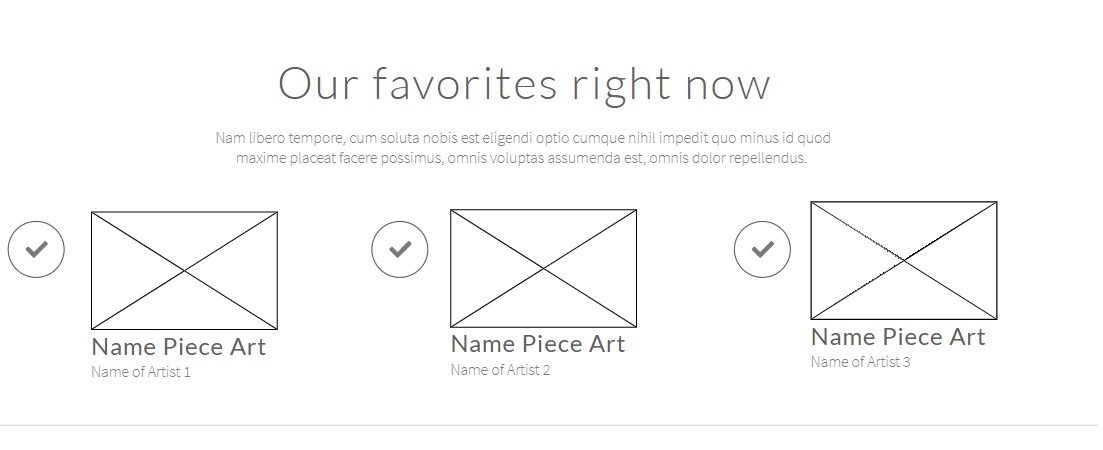 Our favorites right now
Nam libero tempore, cum soluta nobis est eligendi optio cumque nihil impedit quo minus id quod
maxime placeat facere possimus, omnis voluptas assumenda est, omnis dolor repellendus.
Name Piece Art
Name of Artist 1
Name Piece Art
Name of Artist 2
Name Piece Art
Name of Artist 3